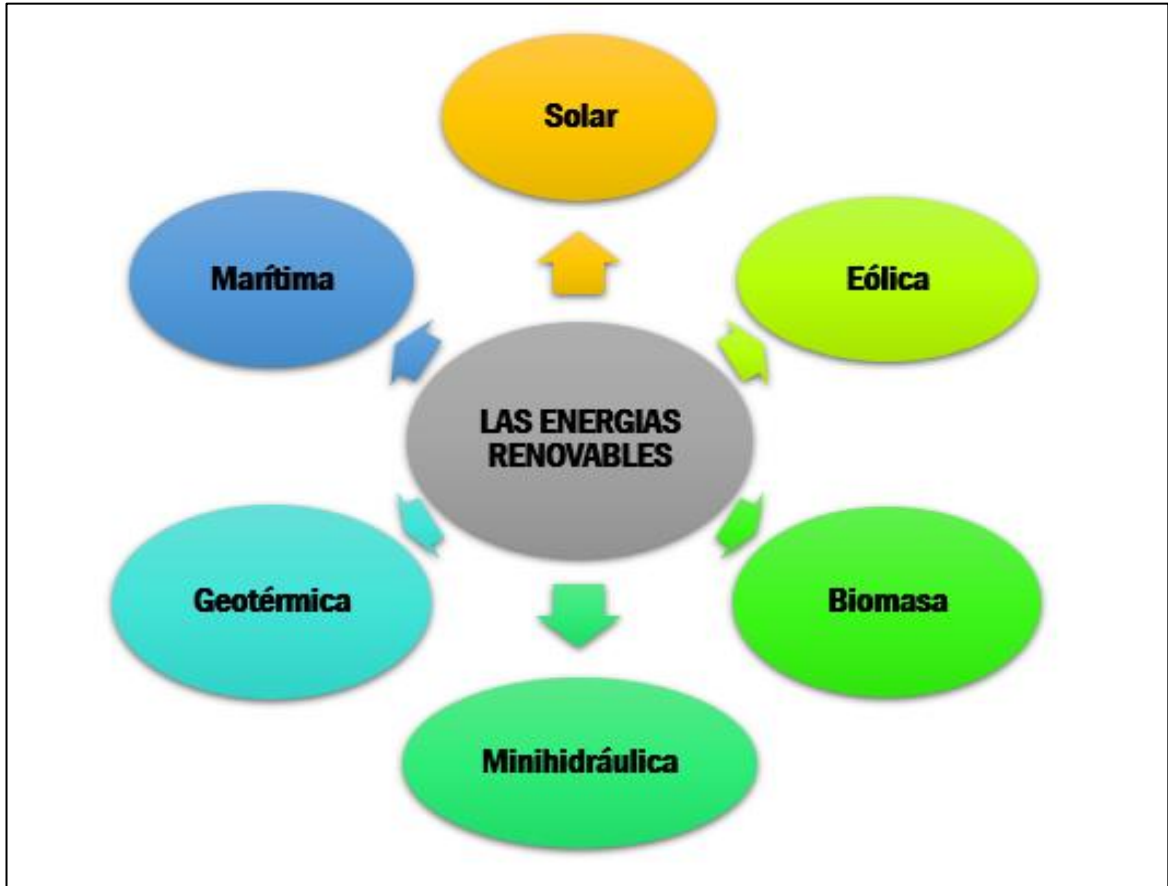 Solar
Marítima
Eólica
LAS ENERGIAS
RENOVABLES
Geotérmica
Biomasa
Minihidráulica